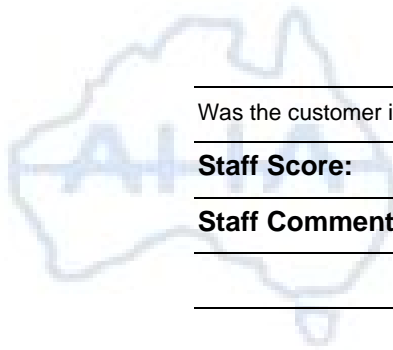 Was the customer i
Staff Score:
Staff Comment